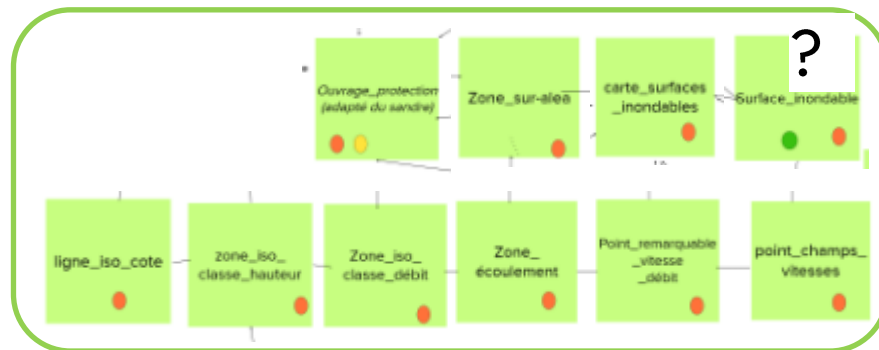 ?
Ouvrage_protection
(adapté du sandre)
Zone_sur-alea
carte_surfaces
_inondables
Surface_inondable
ligne_iso_cote
zone_iso_
classe_hauteur
Zone_iso_
classe_débit
Zone_
écoulement
Point_remarquable
_vitesse
_débit
point_champs_
vitesses